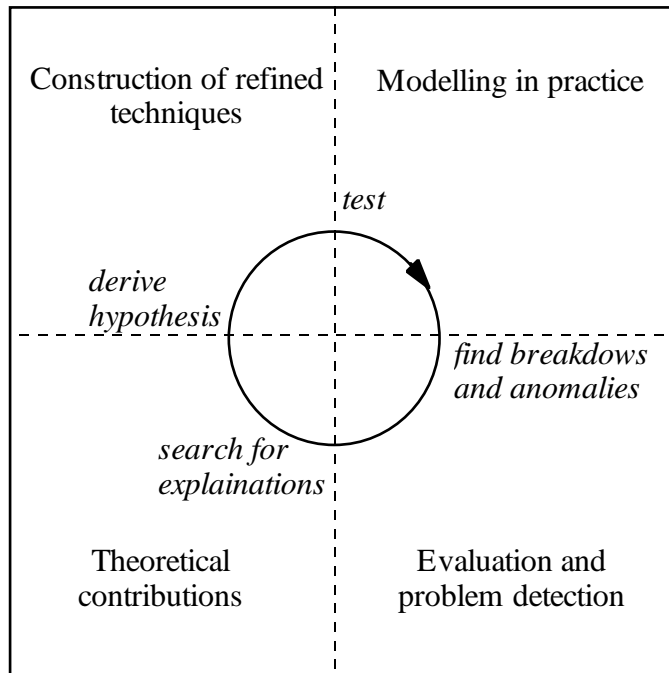 Construction of refined
techniques
Modelling in practice
test
derive
hypothesis
find breakdows
and anomalies
search for
explainations
Theoretical
contributions
Evaluation and
problem detection